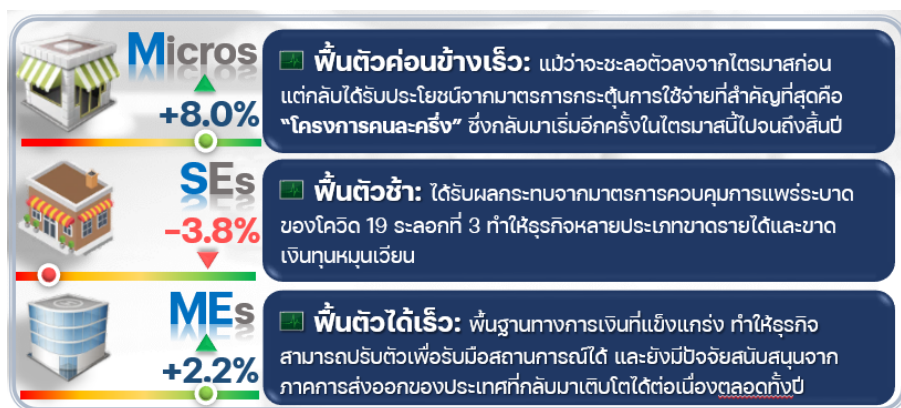 Micros
+8.0%
ฟื้นตัวค่อนข้างเร็ว: แม้ว่าจะชะลอตัวลงจากไตรมาสก่อน
แต่กลับได้รับประโยชน์จากมาตรการกระตุ้นการใช้จ่ายที่สำคัญที่สุดคือ
“โครงการคนละครึ่ง” ซึ่งกลับมาเริ่มอีกครั้งในไตรมาสนี้ไปจนถึงสิ้นปี
SEs
-3.8%
ฟื้นตัวช้า: ได้รับผลกระทบจากมาตรการควบคุมการแพร่ระบาด
ของโควิด 19 ระลอกที่ 3 ทำให้ธุรกิจหลายประเภทขาดรายได้และขาด
เงินทุนหมุนเวียน
MEs
+2.2%
ฟื้นตัวได้เร็ว: พื้นฐานทางการเงินที่แข็งแกร่ง ทำให้ธุรกิจ
สามารถปรับตัวเพื่อรับมือสถานการณ์ได้ และยังมีปัจจัยสนับสนุนจาก
ภาคการส่งออกของประเทศที่กลับมาเติบโตได้ต่อเนื่องตลอดทั้งปี